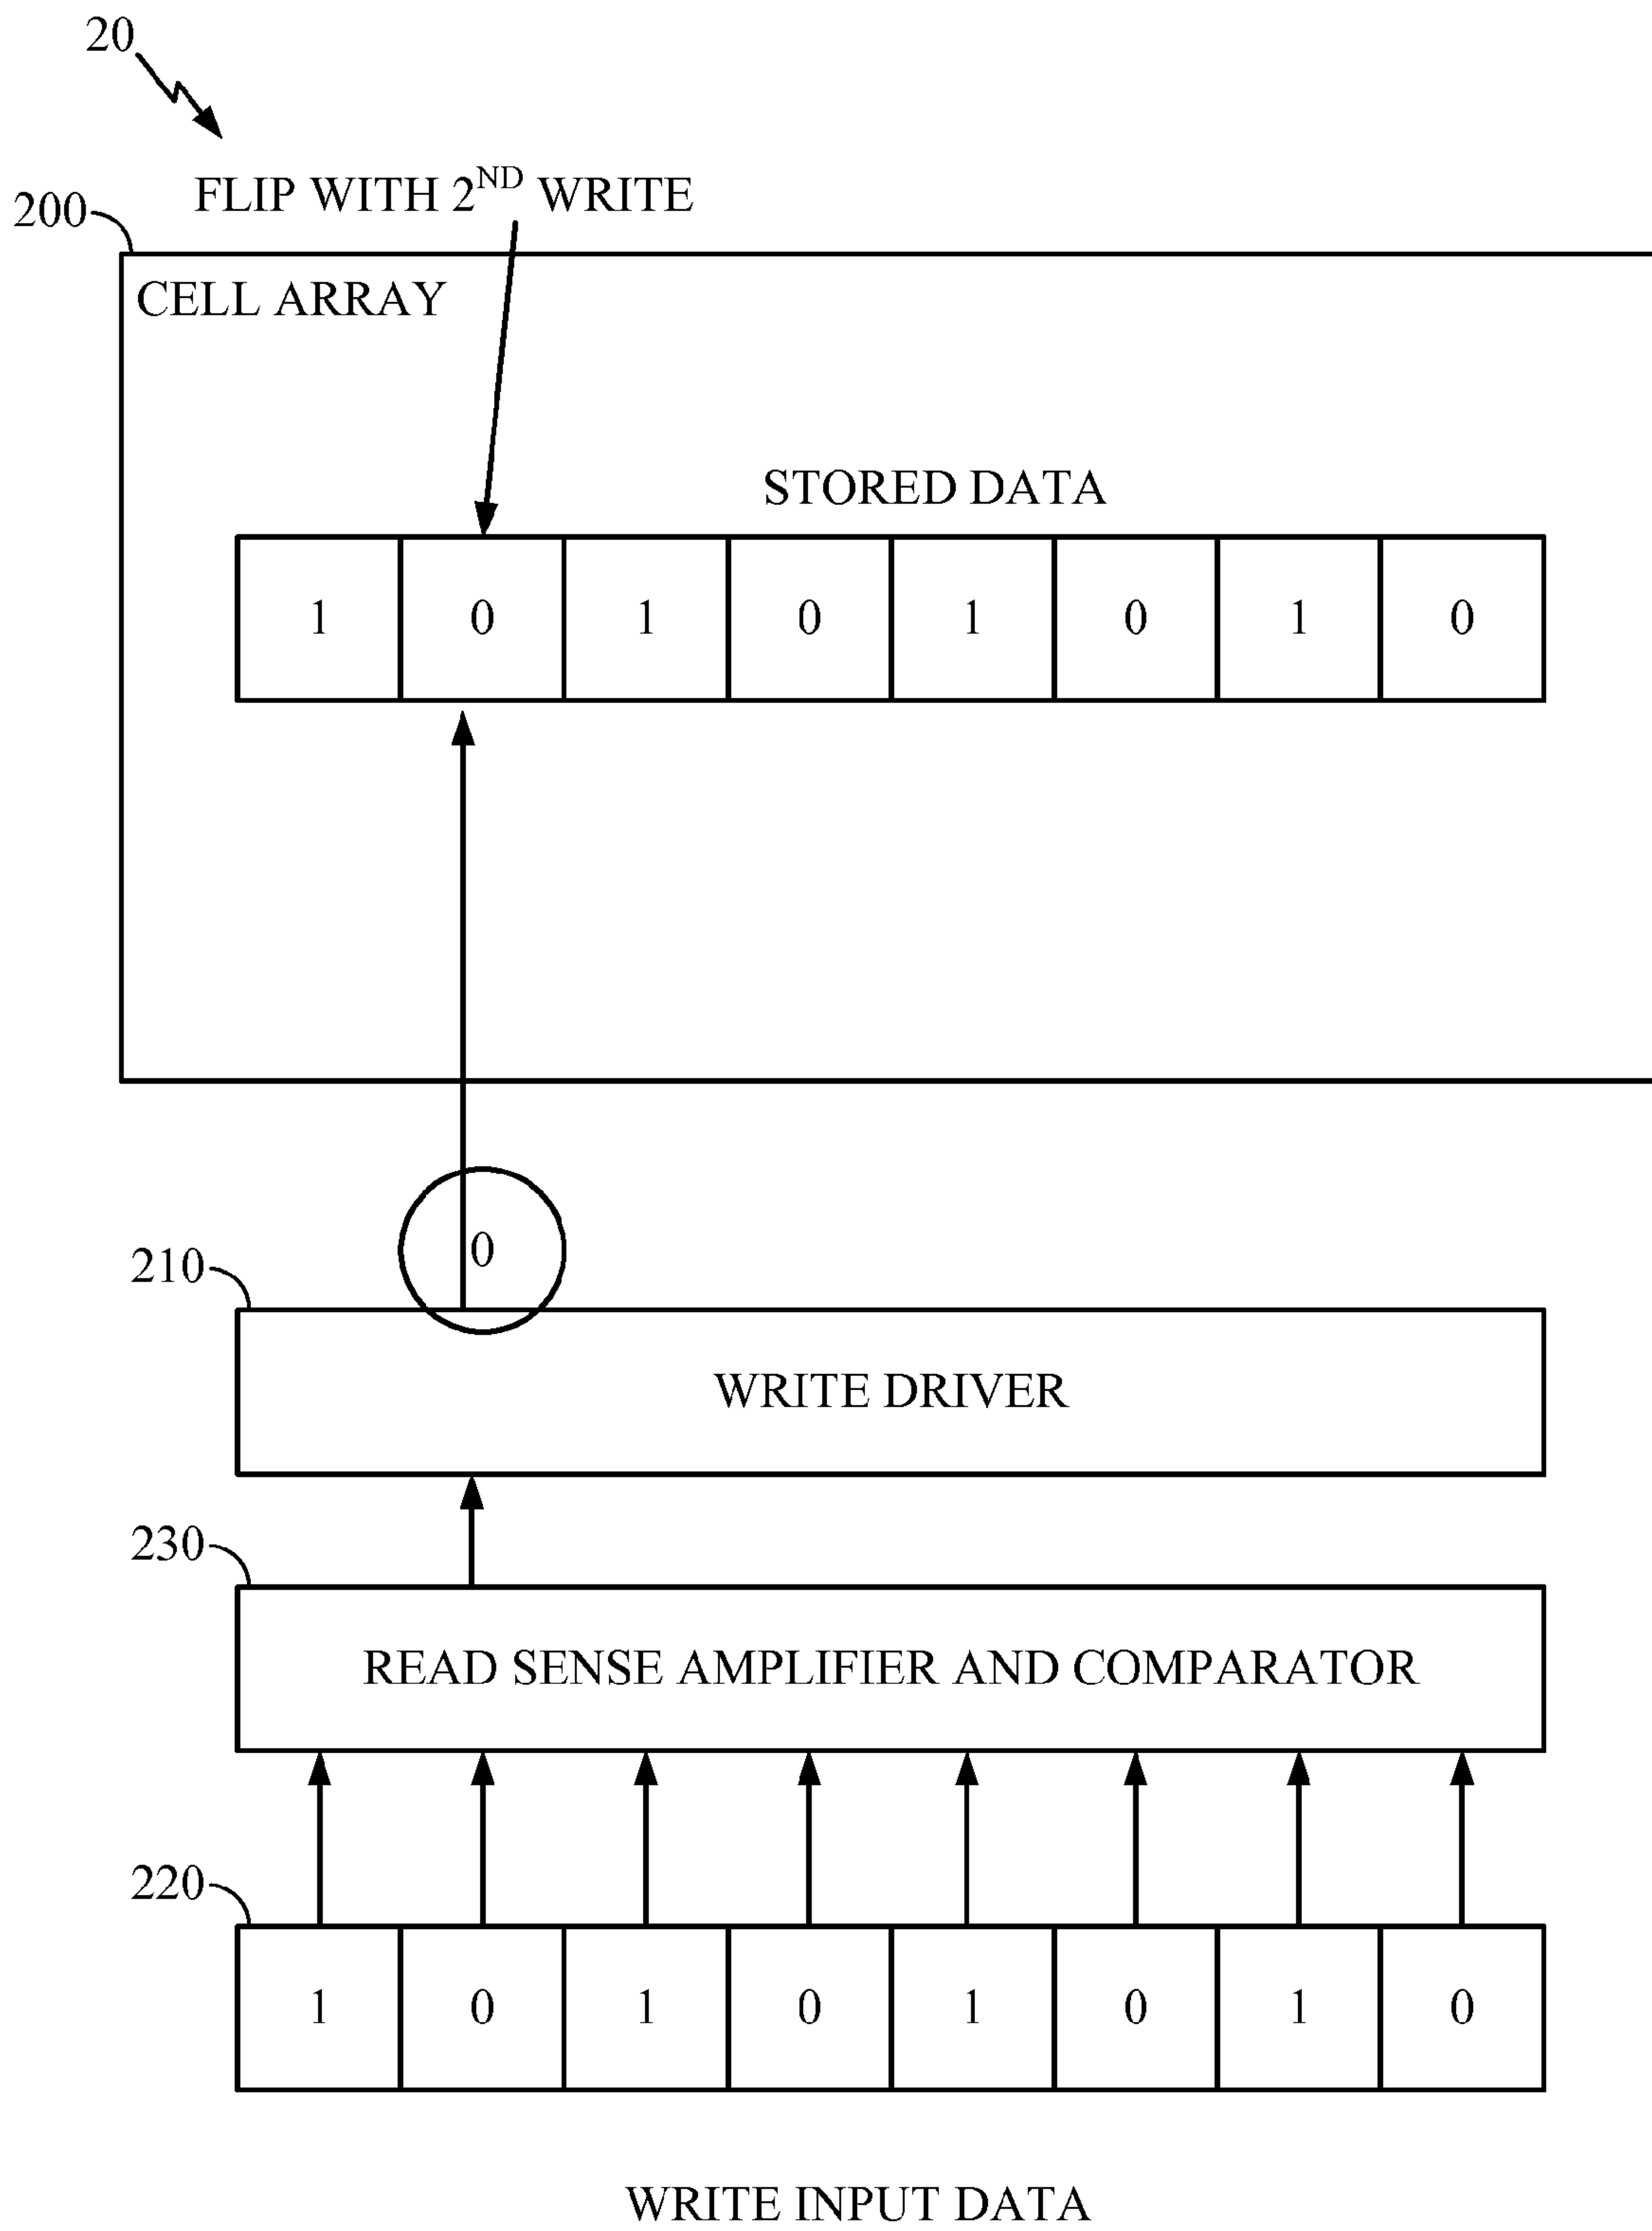 20
FLIP WITH 2ND WRITE
200
CELL ARRAY
STORED DATA
1 0 1 0 1 0 1 0
0
210
WRITE DRIVER
230
READ SENSE AMPLIFIER AND COMPARATOR
220
1 0 1 0 1 0 1 0
WRITE INPUT DATA